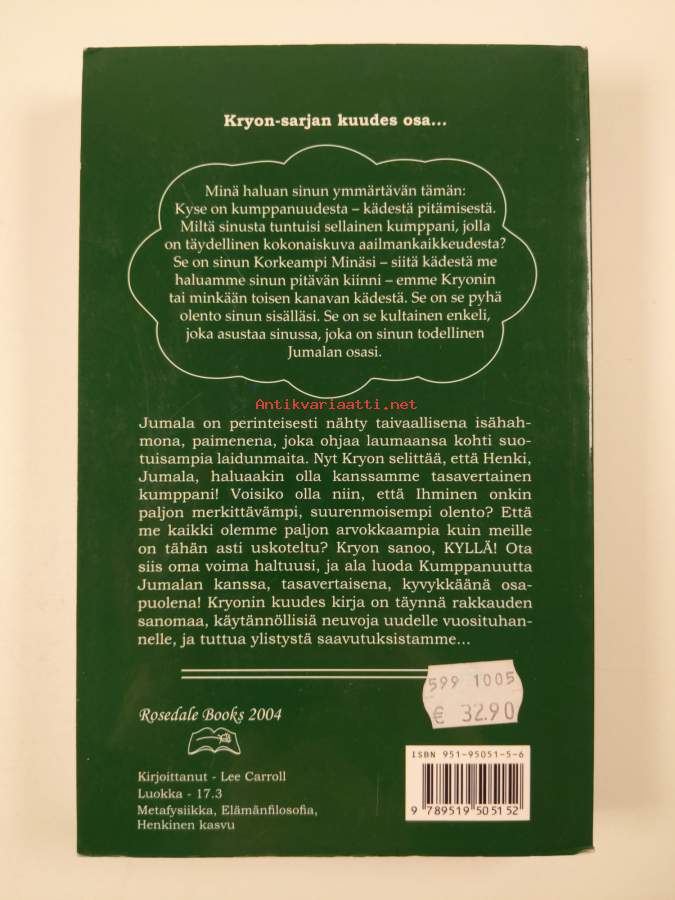 Kryon-sarjan kuudes osa...
Minä haluan sinun ymmärtävän tämän:
Kyse on kumppanuudesta – kädestä pitämisestä.
Miltä sinusta tuntuisi sellainen kumppani, jolla
on täydellinen kokonaiskuva aailmankaikkeudesta?
Se on sinun Korkeampi Minäsi – siitä kädestä me
haluamme sinun pitävän kiinni – emme Kryonin
tai minkään toisen kanavan kädestä. Se on se pyhä
olento sinun sisälläsi. Se on se kultainen enkeli,
joka asustaa sinussa, joka on sinun todellinen
Jumalan osasi.
Antikvariaatti.net
Jumala on perinteisesti nähty taivaallisena isähah-
mona, paimenena, joka ohjaa laumaansa kohti suo-
tuisampia laidunmaita. Nyt Kryon selittää, että Henki,
Jumala, haluaakin olla kanssamme tasavertainen
kumppani! Voisiko olla niin, että Ihminen onkin
paljon merkittävämpi, suurenmoisempi olento? Että
me kaikki olemme paljon arvokkaampia kuin meille
on tähän asti uskoteltu? Kryon sanoo, KYLLÄ! Ota
siis oma voima haltuusi, ja ala luoda Kumppanuutta
Jumalan kanssa, tasavertaisena, kyvykkäänä osa-
puolena! Kryonin kuudes kirja on täynnä rakkauden
sanomaa, käytännöllisiä neuvoja uudelle vuosituhan-
nelle, ja tuttua ylistystä saavutuksistamme...
599 1005
€ 32.90
Rosedale Books 2004
Kirjoittanut - Lee Carroll
Luokka - 17.3
Metafysiikka, Elämänfilosofia,
Henkinen kasvu
ISBN 951-95051-5-6
9 789519 505152